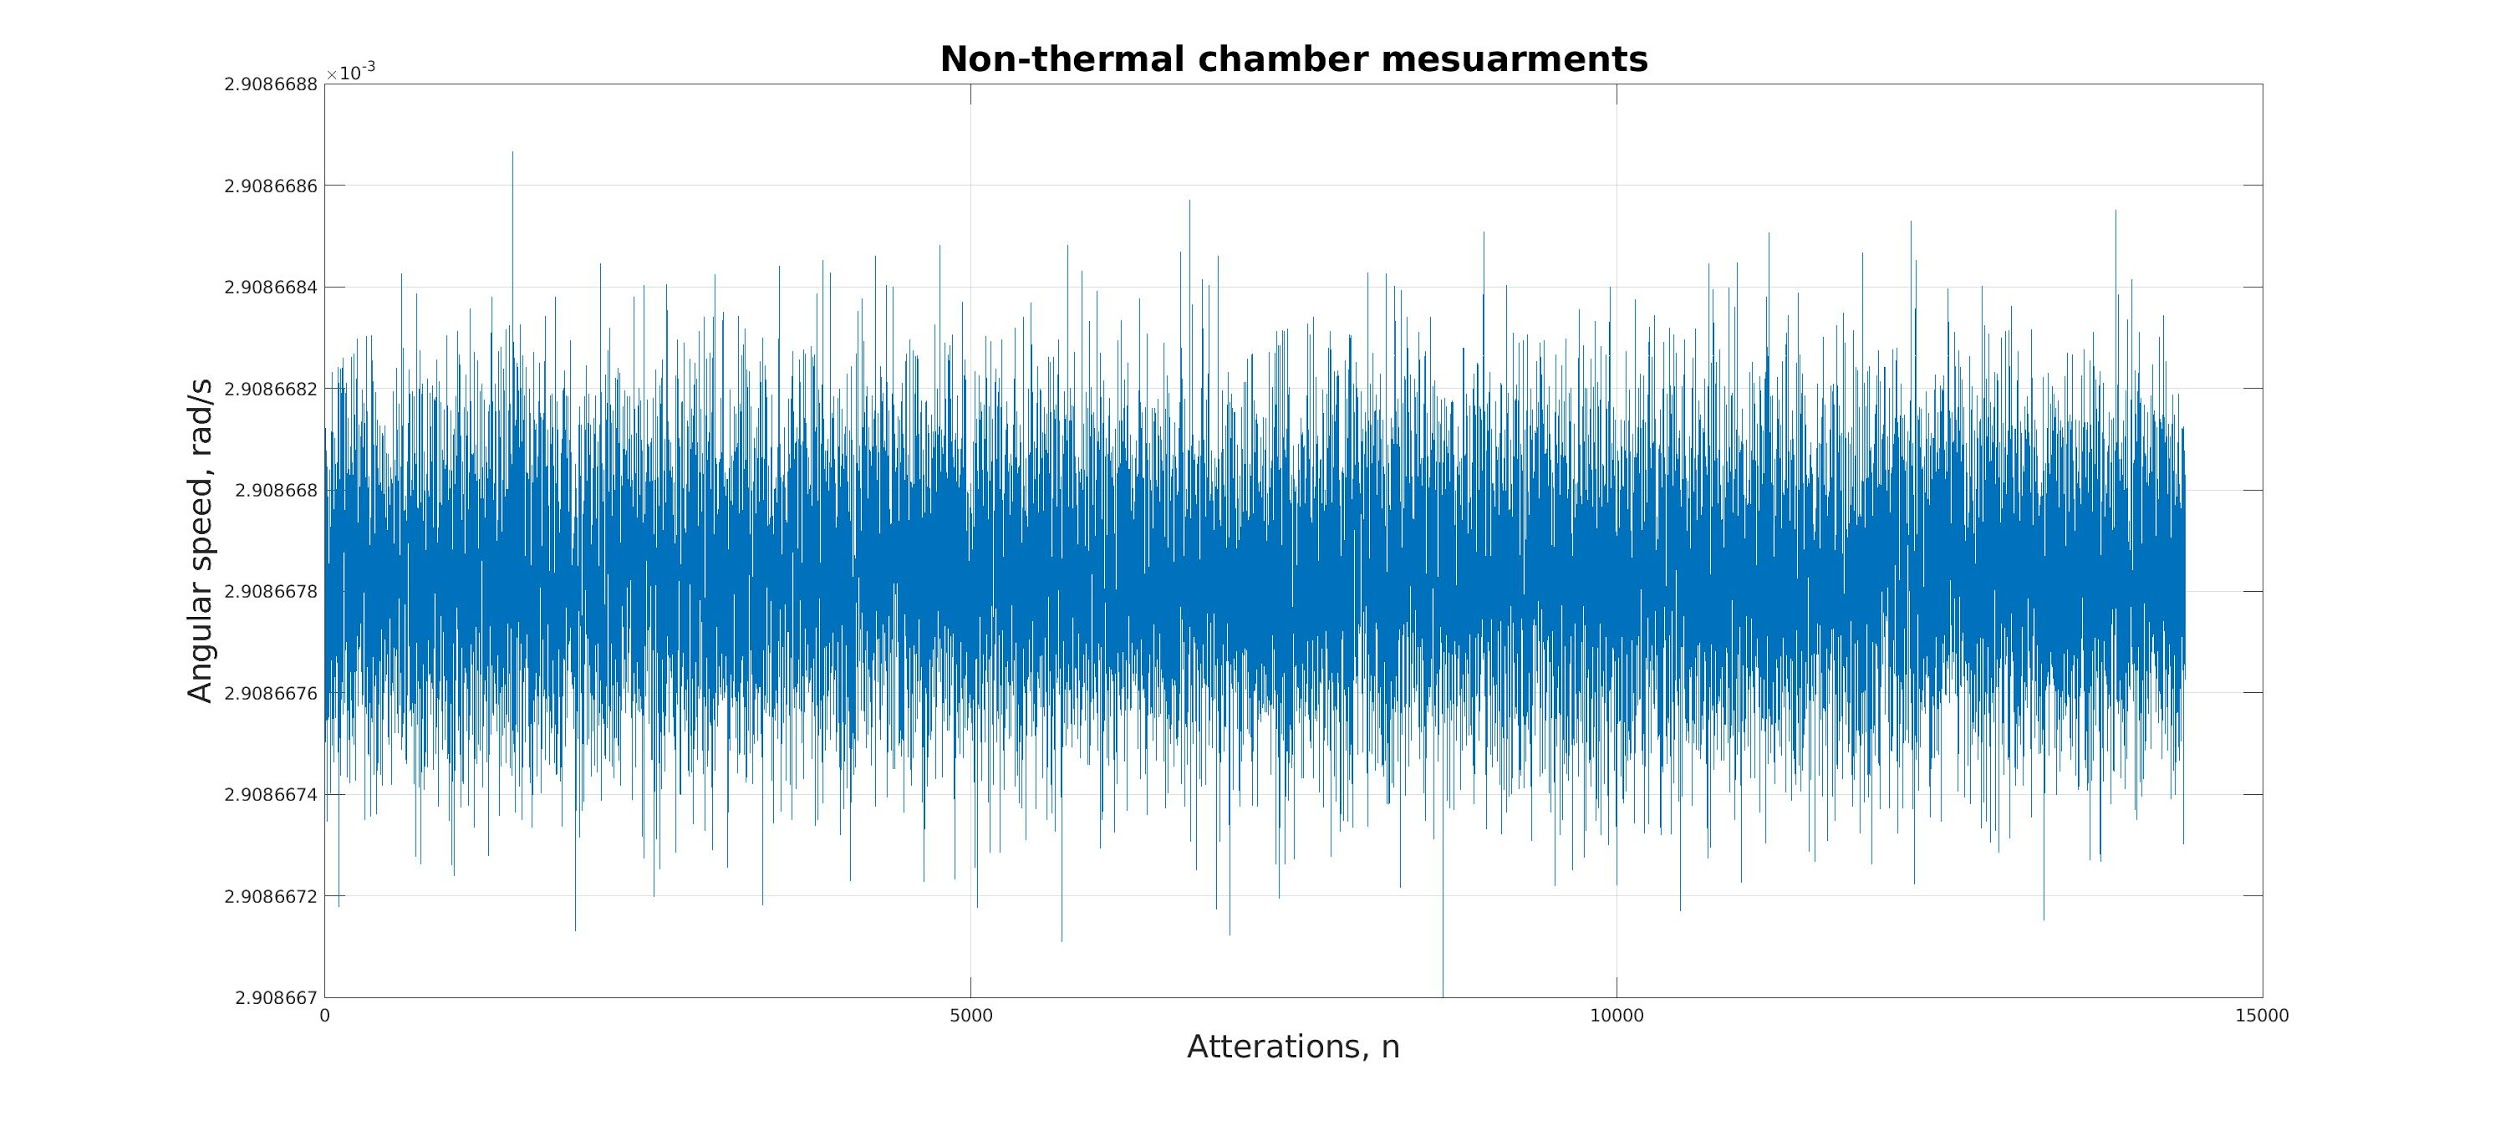 Non-thermal chamber mesuarments
×10-3
2.9086688
2.9086686
2.9086684
2.9086682
2.908668
2.9086678
2.9086676
2.9086674
2.9086672
2.908667
Angular speed, rad/s
0 5000 10000 15000
Atterations, n